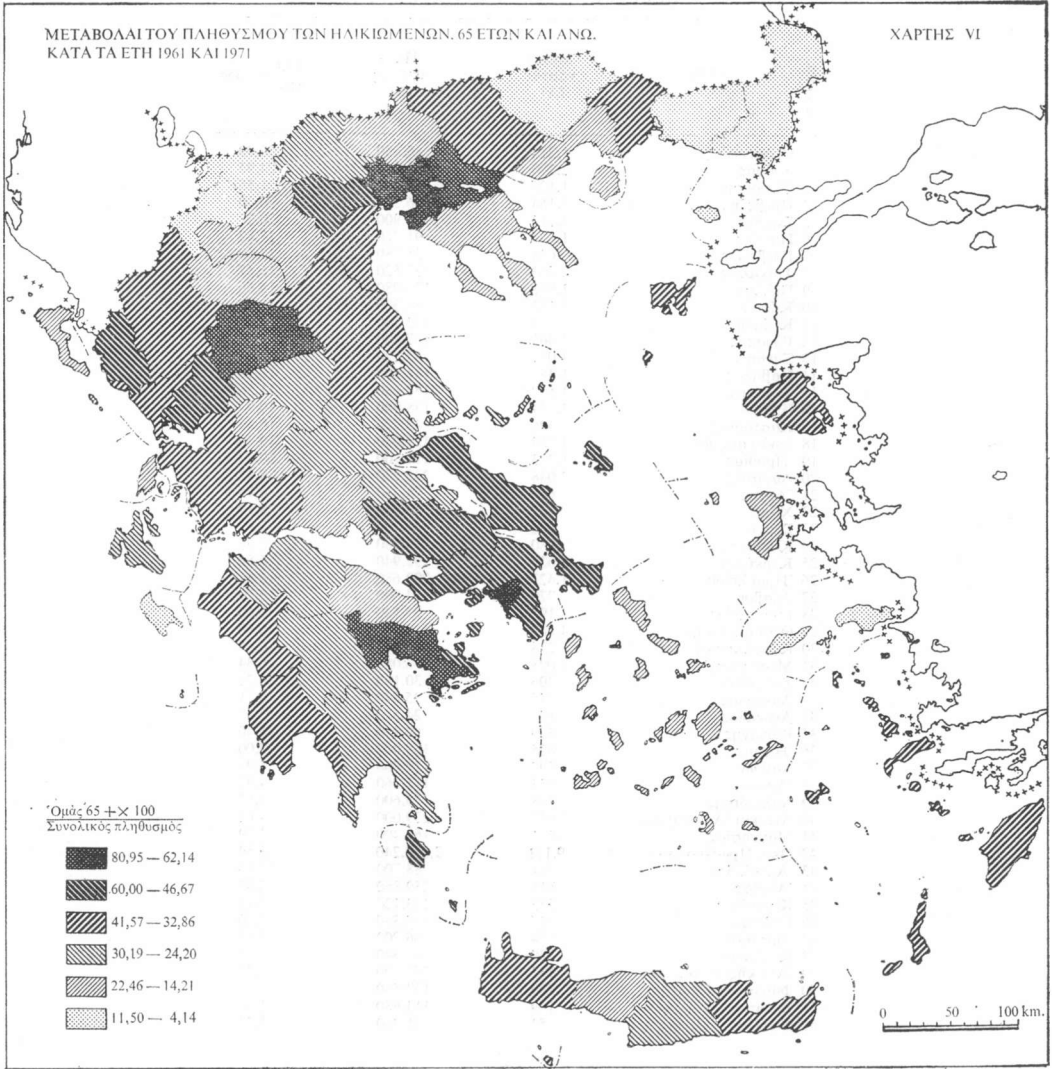 ΜΕΤΑΒΟΛΑΙ ΤΟΥ ΠΛΗΘΥΣΜΟΥ ΤΩΝ ΗΛΙΚΙΩΜΕΝΩΝ. 65 ΕΤΩΝ ΚΑΙ ΑΝΩ.
ΚΑΤΑ ΤΑ ΕΤΗ 1961 ΚΑΙ 1971
ΧΑΡΤΗΣ VI
Ὁμὰς 65 +× 100
Συνολικὸς πληθυσμὸς
80,95 — 62,14
60,00 — 46,67
41,57 — 32,86
30,19 — 24,20
22,46 — 14,21
11,50 — 4,14
0 50 100 km.